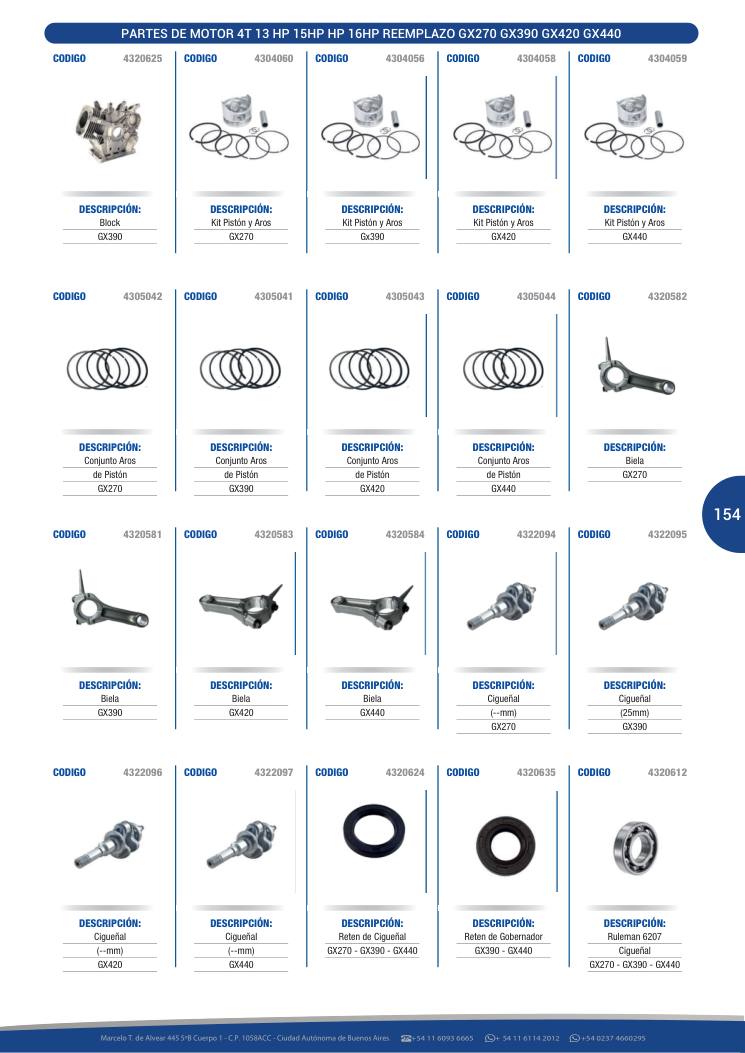 PARTES DE MOTOR 4T 13 HP 15HP HP 16HP REEMPLAZO GX270 GX390 GX420 GX440
CODIGO 4320625
DESCRIPCIÓN:
Block
GX390
CODIGO 4304060
DESCRIPCIÓN:
Kit Pistón y Aros
GX270
CODIGO 4304056
DESCRIPCIÓN:
Kit Pistón y Aros
Gx390
CODIGO 4304058
DESCRIPCIÓN:
Kit Pistón y Aros
GX420
CODIGO 4304059
DESCRIPCIÓN:
Kit Pistón y Aros
GX440
CODIGO 4305042
DESCRIPCIÓN:
Conjunto Aros
de Pistón
GX270
CODIGO 4305041
DESCRIPCIÓN:
Conjunto Aros
de Pistón
GX390
CODIGO 4305043
DESCRIPCIÓN:
Conjunto Aros
de Pistón
GX420
CODIGO 4305044
DESCRIPCIÓN:
Conjunto Aros
de Pistón
GX440
CODIGO 4320582
DESCRIPCIÓN:
Biela
GX270
154
CODIGO 4320581
DESCRIPCIÓN:
Biela
GX390
CODIGO 4320583
DESCRIPCIÓN:
Biela
GX420
CODIGO 4320584
DESCRIPCIÓN:
Biela
GX440
CODIGO 4322094
DESCRIPCIÓN:
Cigueñal
(--mm)
GX270
CODIGO 4322095
DESCRIPCIÓN:
Cigueñal
(25mm)
GX390
CODIGO 4322096
DESCRIPCIÓN:
Cigueñal
(--mm)
GX420
CODIGO 4322097
DESCRIPCIÓN:
Cigueñal
(--mm)
GX440
CODIGO 4320624
DESCRIPCIÓN:
Reten de Cigueñal
GX270 - GX390 - GX440
CODIGO 4320635
DESCRIPCIÓN:
Reten de Gobernador
GX390 - GX440
CODIGO 4320612
DESCRIPCIÓN:
Ruleman 6207
Cigueñal
GX270 - GX390 - GX440
Marcelo T. de Alvear 445 5ºB Cuerpo 1 - C.P. 1058ACC - Ciudad Autónoma de Buenos Aires. +54 11 6093 6665 + 54 11 6114 2012 +54 0237 4660295